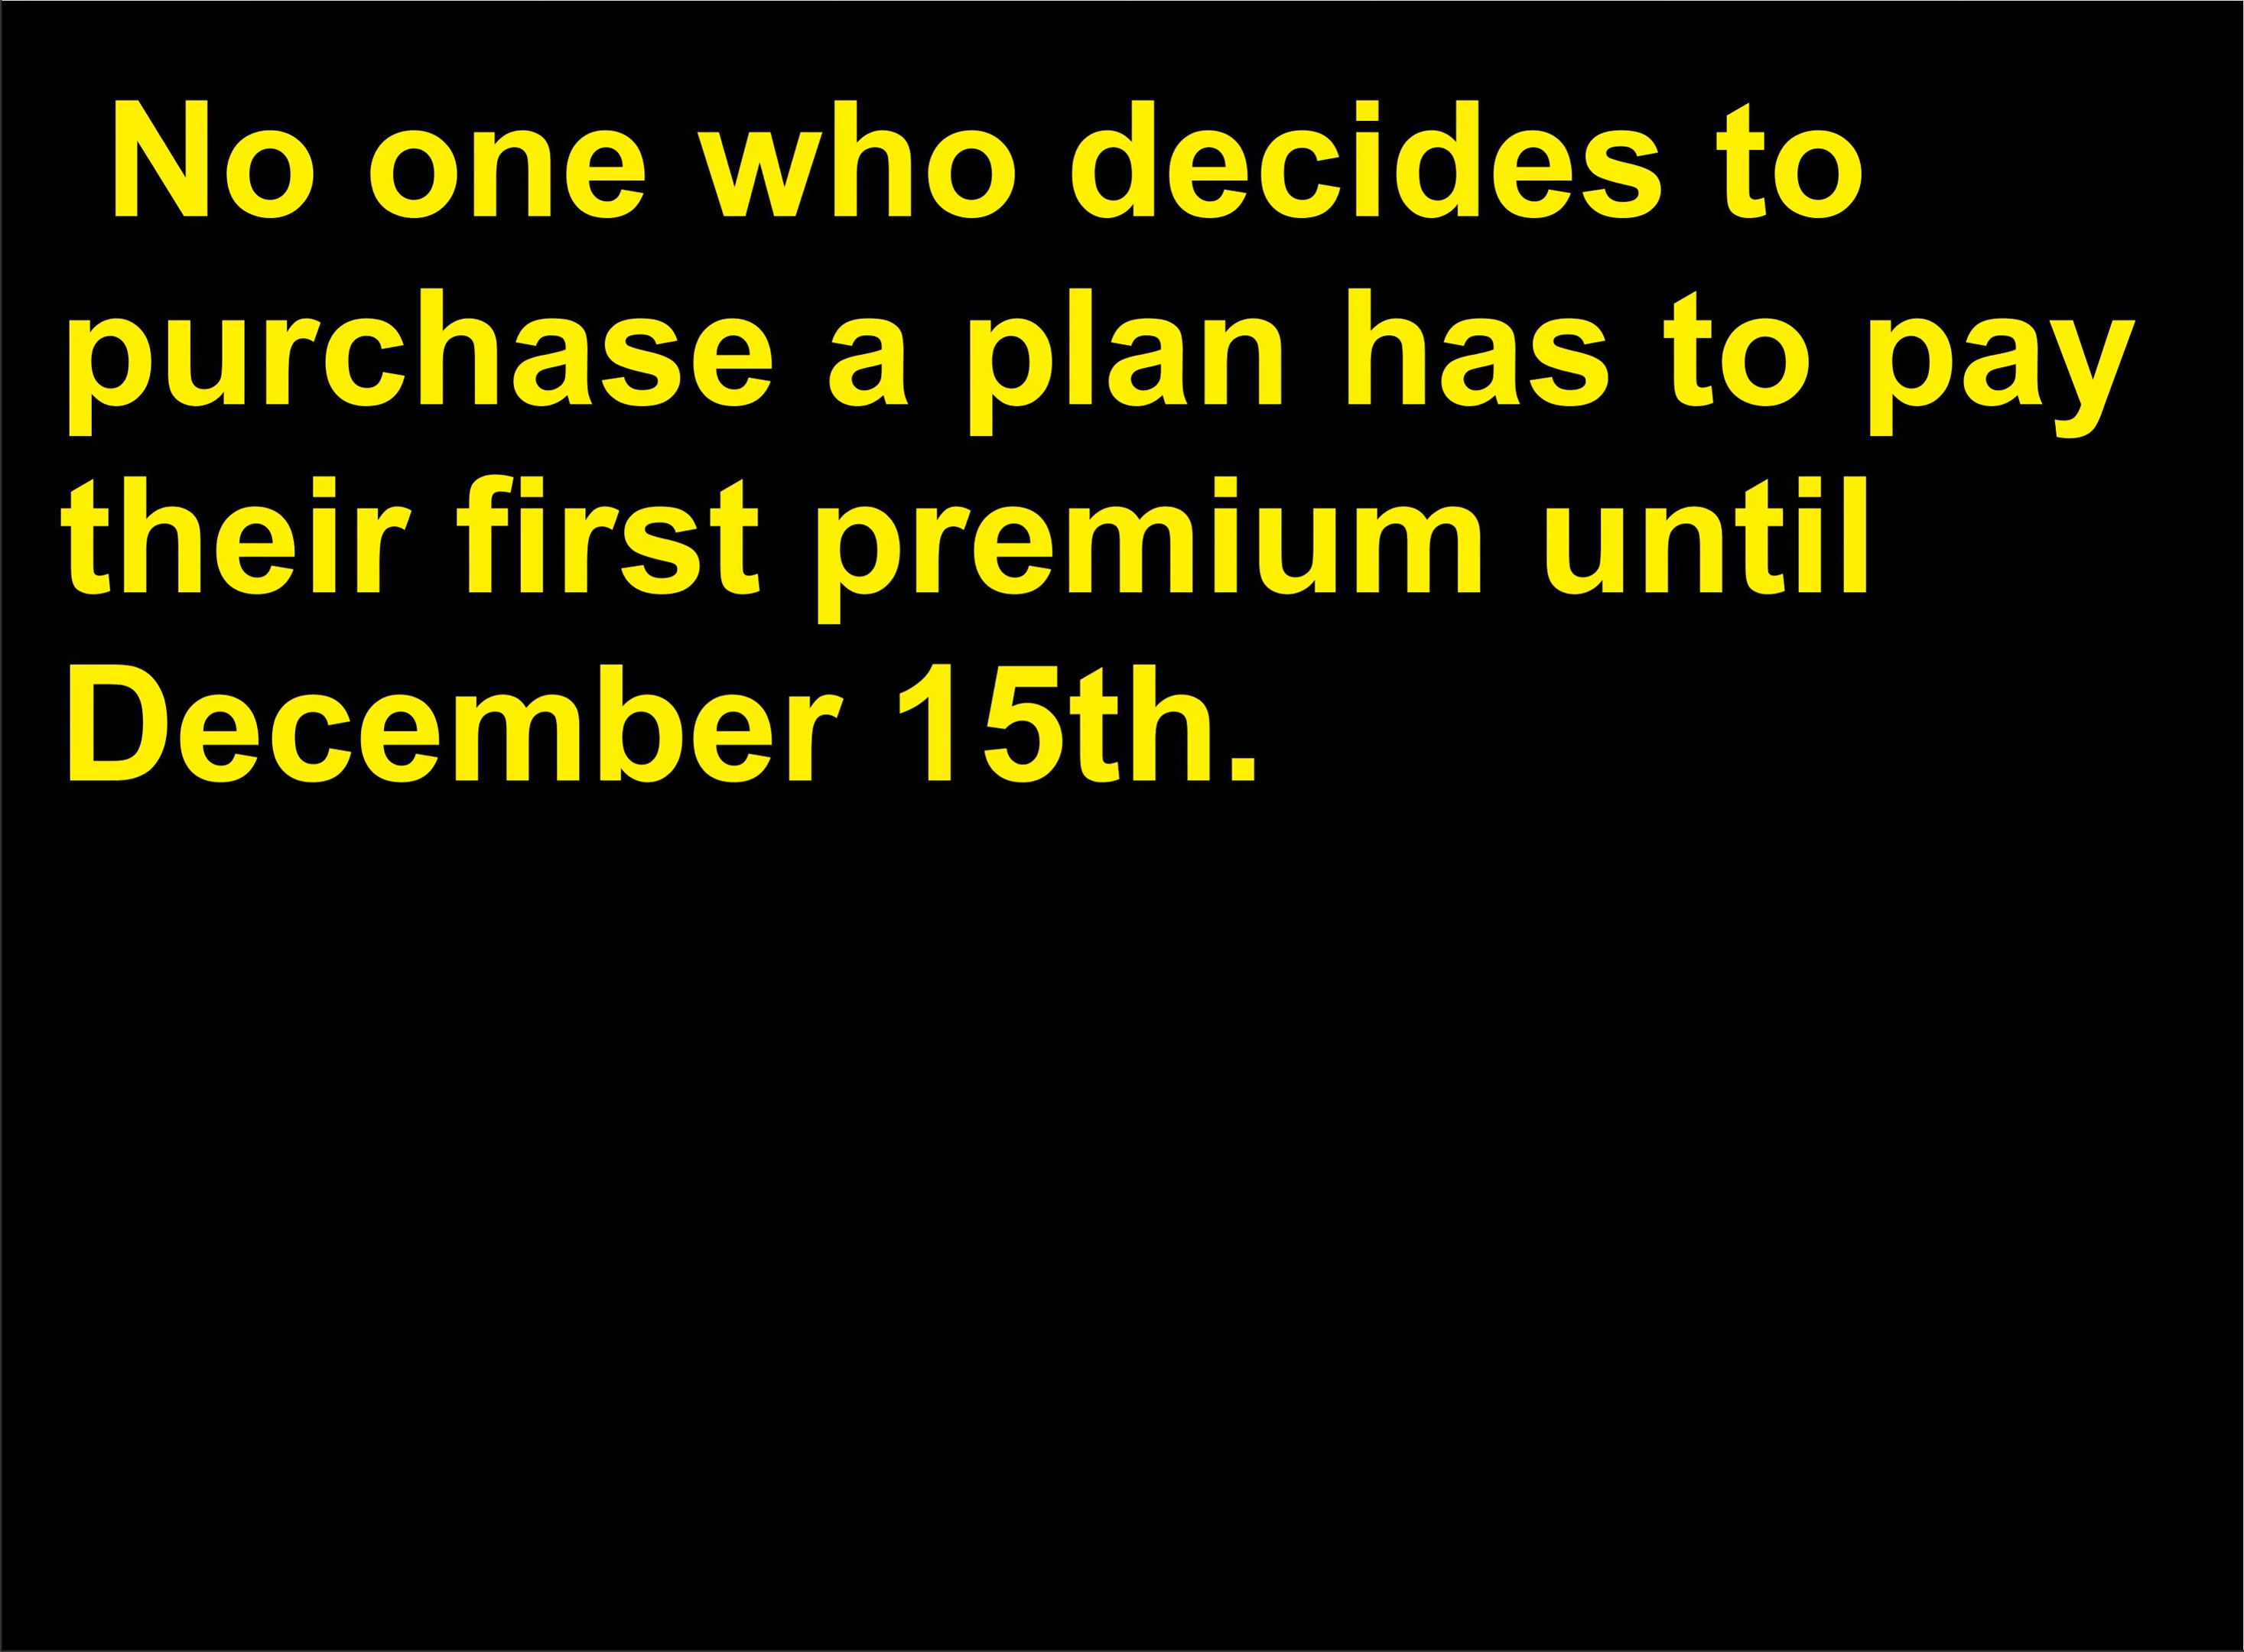 No one who decides to
purchase a plan has to pay
their first premium until
December 15th.